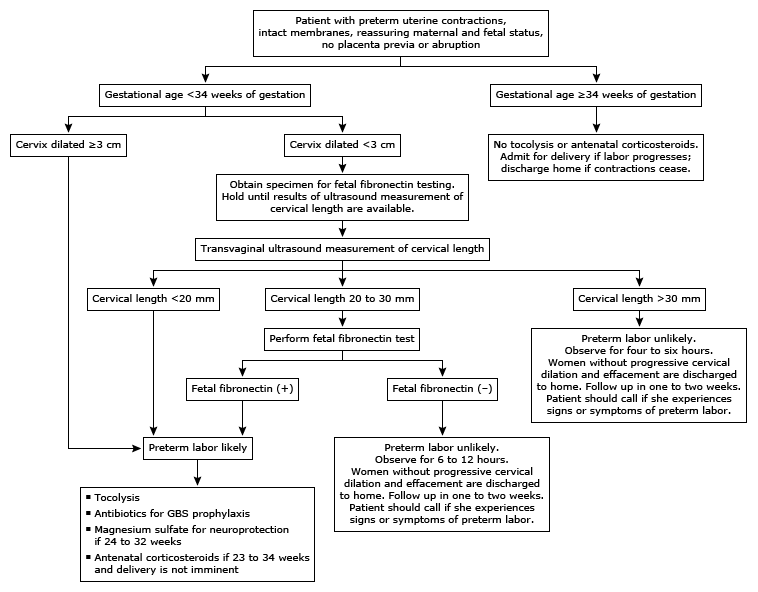 Patient with preterm uterine contractions,
intact membranes, reassuring maternal and fetal status,
no placenta previa or abruption
Gestational age <34 weeks of gestation
Gestational age ≥34 weeks of gestation
Cervix dilated ≥3 cm
Cervix dilated <3 cm
No tocolysis or antenatal corticosteroids.
Admit for delivery if labor progresses;
discharge home if contractions cease.
Obtain specimen for fetal fibronectin testing.
Hold until results of ultrasound measurement of
cervical length are available.
Transvaginal ultrasound measurement of cervical length
Cervical length <20 mm
Cervical length 20 to 30 mm
Cervical length >30 mm
Perform fetal fibronectin test
Preterm labor unlikely.
Observe for four to six hours.
Women without progressive cervical
dilation and effacement are discharged
to home. Follow up in one to two weeks.
Patient should call if she experiences
signs or symptoms of preterm labor.
Fetal fibronectin (+)
Fetal fibronectin (–)
Preterm labor likely
Preterm labor unlikely.
Observe for 6 to 12 hours.
Women without progressive cervical
dilation and effacement are discharged
to home. Follow up in one to two weeks.
Patient should call if she experiences
signs or symptoms of preterm labor.
▪ Tocolysis
▪ Antibiotics for GBS prophylaxis
▪ Magnesium sulfate for neuroprotection
if 24 to 32 weeks
▪ Antenatal corticosteroids if 23 to 34 weeks
and delivery is not imminent